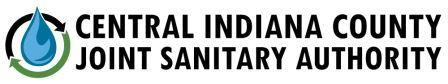 CENTRAL INDIANA COUNTY
JOINT SANITARY AUTHORITY